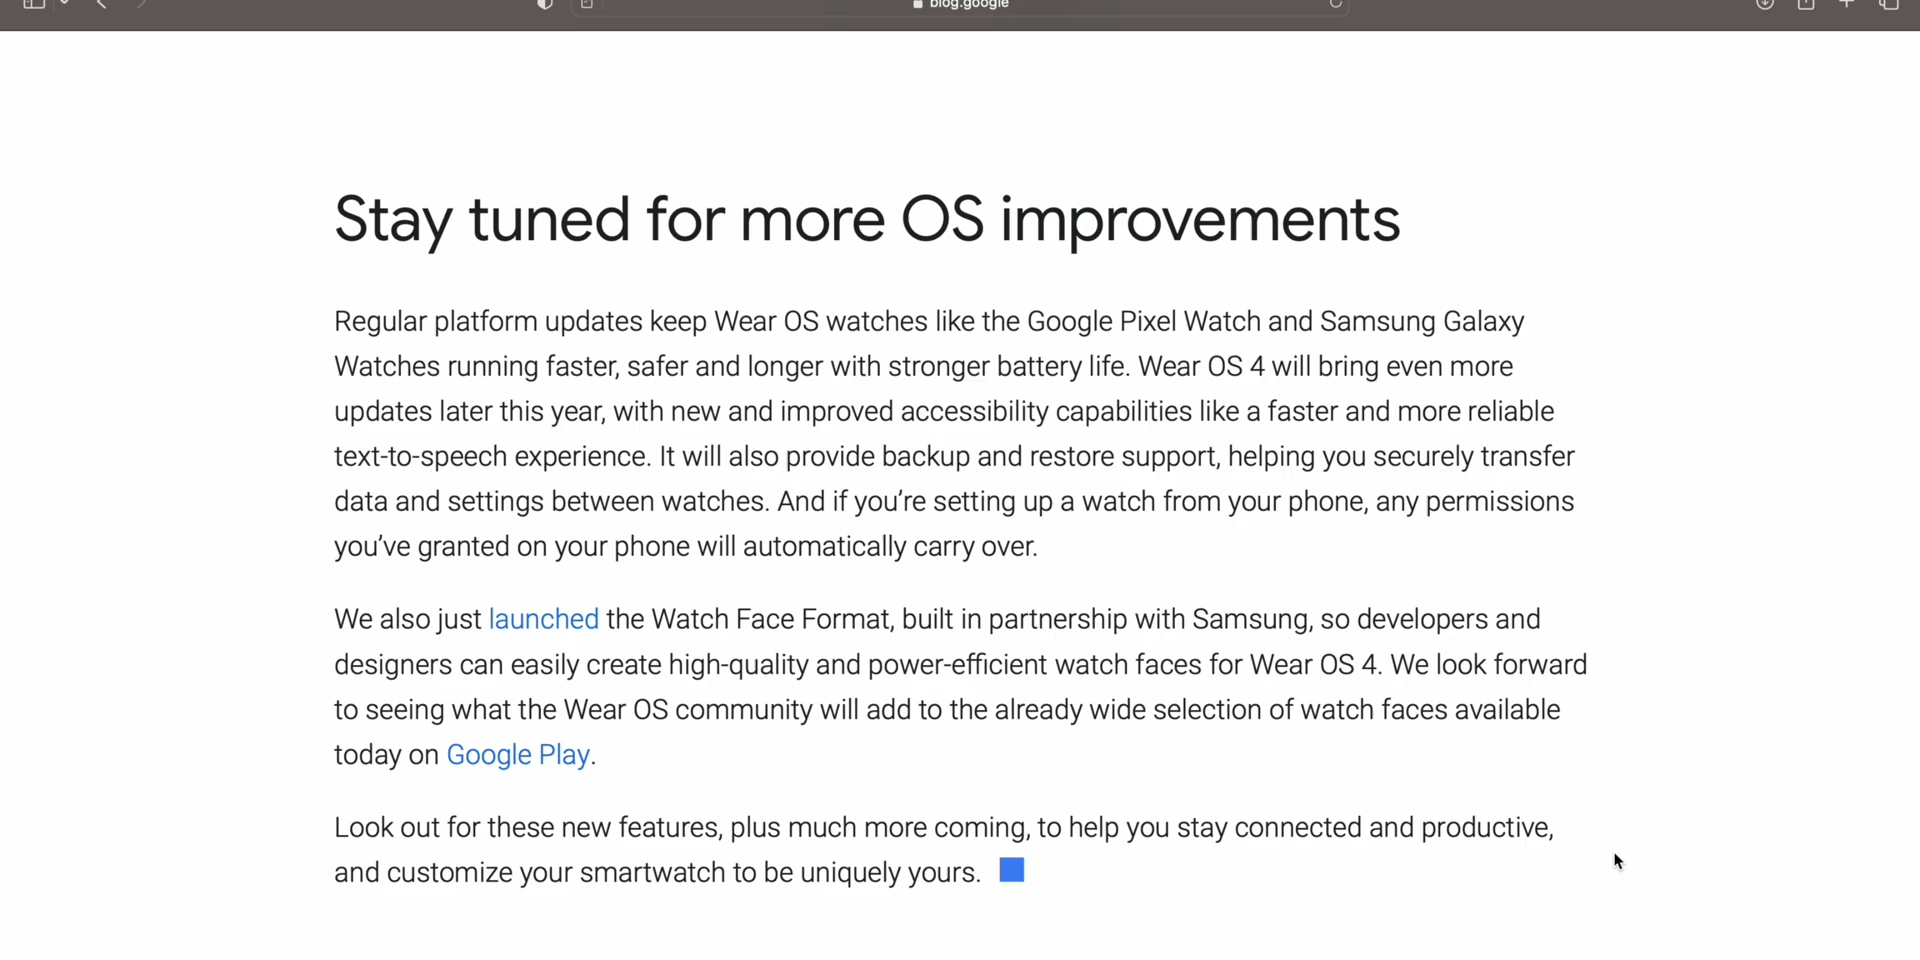 blog.google
Stay tuned for more OS improvements
Regular platform updates keep Wear OS watches like the Google Pixel Watch and Samsung Galaxy
Watches running faster, safer and longer with stronger battery life. Wear OS 4 will bring even more
updates later this year, with new and improved accessibility capabilities like a faster and more reliable
text-to-speech experience. It will also provide backup and restore support, helping you securely transfer
data and settings between watches. And if you’re setting up a watch from your phone, any permissions
you’ve granted on your phone will automatically carry over.
We also just launched the Watch Face Format, built in partnership with Samsung, so developers and
designers can easily create high-quality and power-efficient watch faces for Wear OS 4. We look forward
to seeing what the Wear OS community will add to the already wide selection of watch faces available
today on Google Play.
Look out for these new features, plus much more coming, to help you stay connected and productive,
and customize your smartwatch to be uniquely yours.